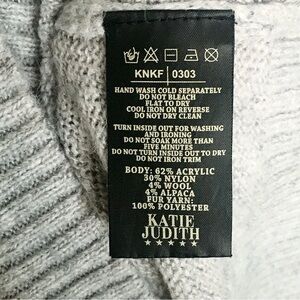 KNKF | 0303
HAND WASH COLD SEPARATELY
DO NOT BLEACH
FLAT TO DRY
COOL IRON ON REVERSE
DO NOT DRY CLEAN
TURN INSIDE OUT FOR WASHING
AND IRONING
DO NOT SOAK MORE THAN
FIVE MINUTES
DO NOT TWIST TO DRY
DO NOT IRON TRIM
BODY: 62% ACRYLIC
30% NYLON
4% WOOL
4% ALPACA
FUR YARN:
100% POLYESTER
KATIE
JUDITH